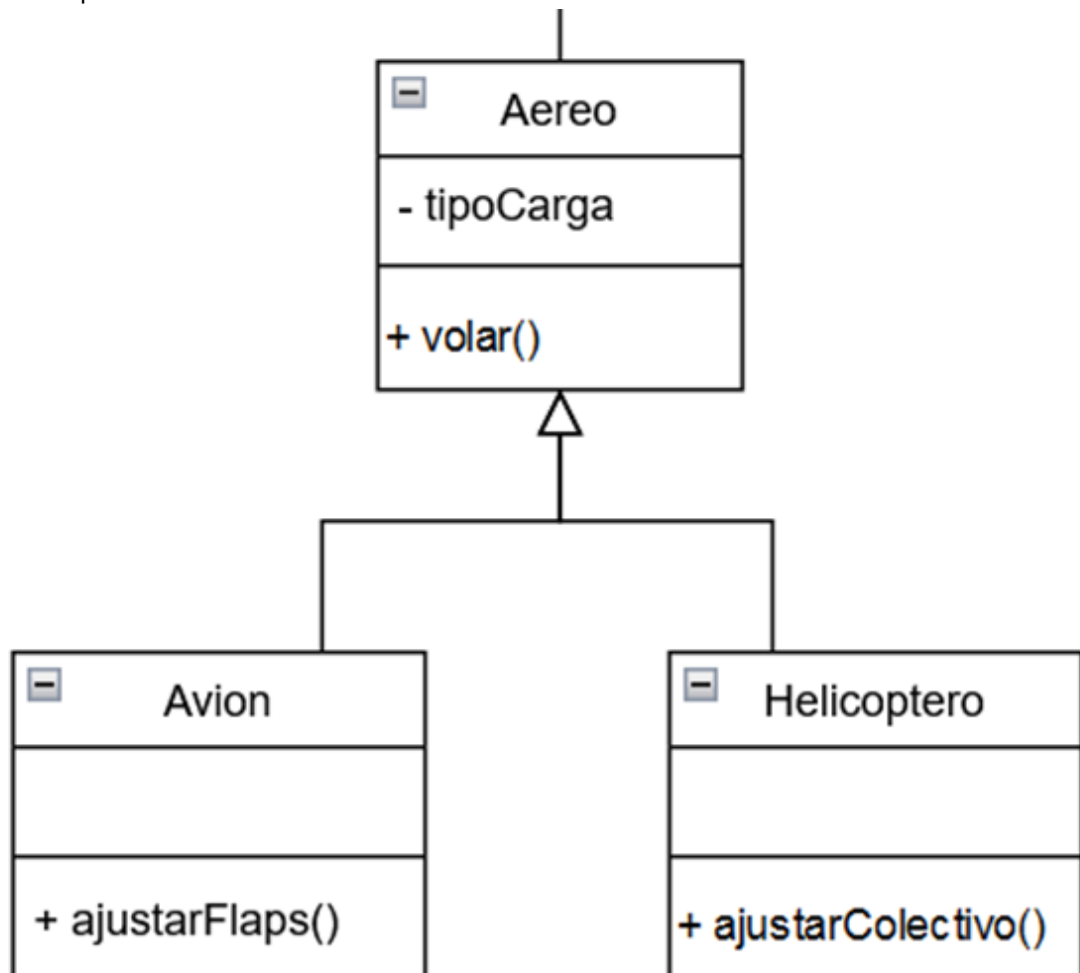 Aereo
- tipoCarga
+ volar()
Avion
Helicoptero
+ ajustarFlaps()
+ ajustarColectivo()